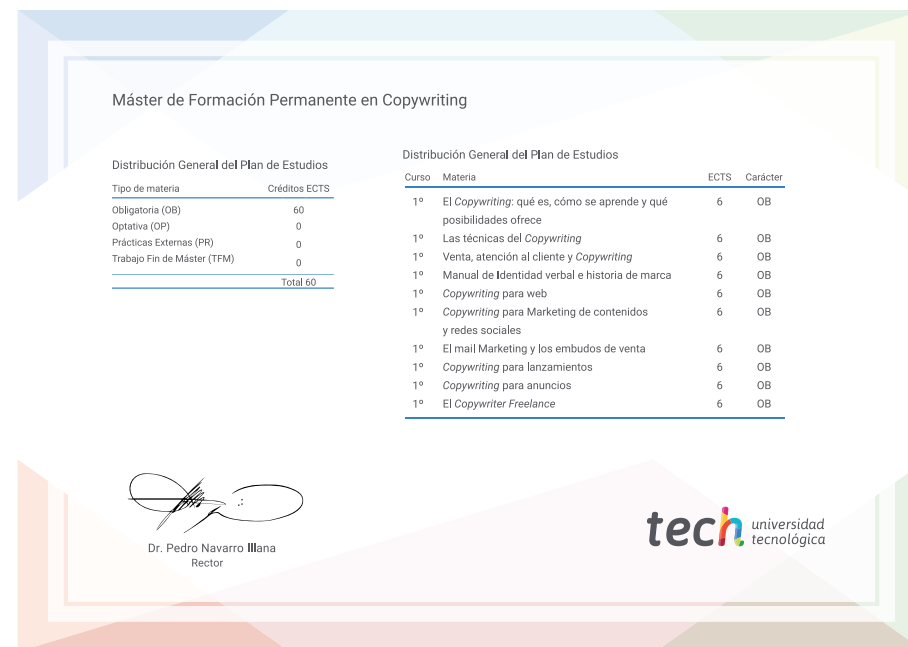 Máster de Formación Permanente en Copywriting
Distribución General del Plan de Estudios
Tipo de materia Créditos ECTS
Obligatoria (OB) 60
Optativa (OP) 0
Prácticas Externas (PR) 0
Trabajo Fin de Máster (TFM) 0
Total 60
Distribución General del Plan de Estudios
Curso Materia ECTS Carácter
1º El Copywriting: qué es, cómo se aprende y qué 6 OB
posibilidades ofrece
1º Las técnicas del Copywriting 6 OB
1º Venta, atención al cliente y Copywriting 6 OB
1º Manual de Identidad verbal e historia de marca 6 OB
1º Copywriting para web 6 OB
1º Copywriting para Marketing de contenidos 6 OB
y redes sociales
1º El mail Marketing y los embudos de venta 6 OB
1º Copywriting para lanzamientos 6 OB
1º Copywriting para anuncios 6 OB
1º El Copywriter Freelance 6 OB
Dr. Pedro Navarro Illana
Rector
tech universidad
tecnológica